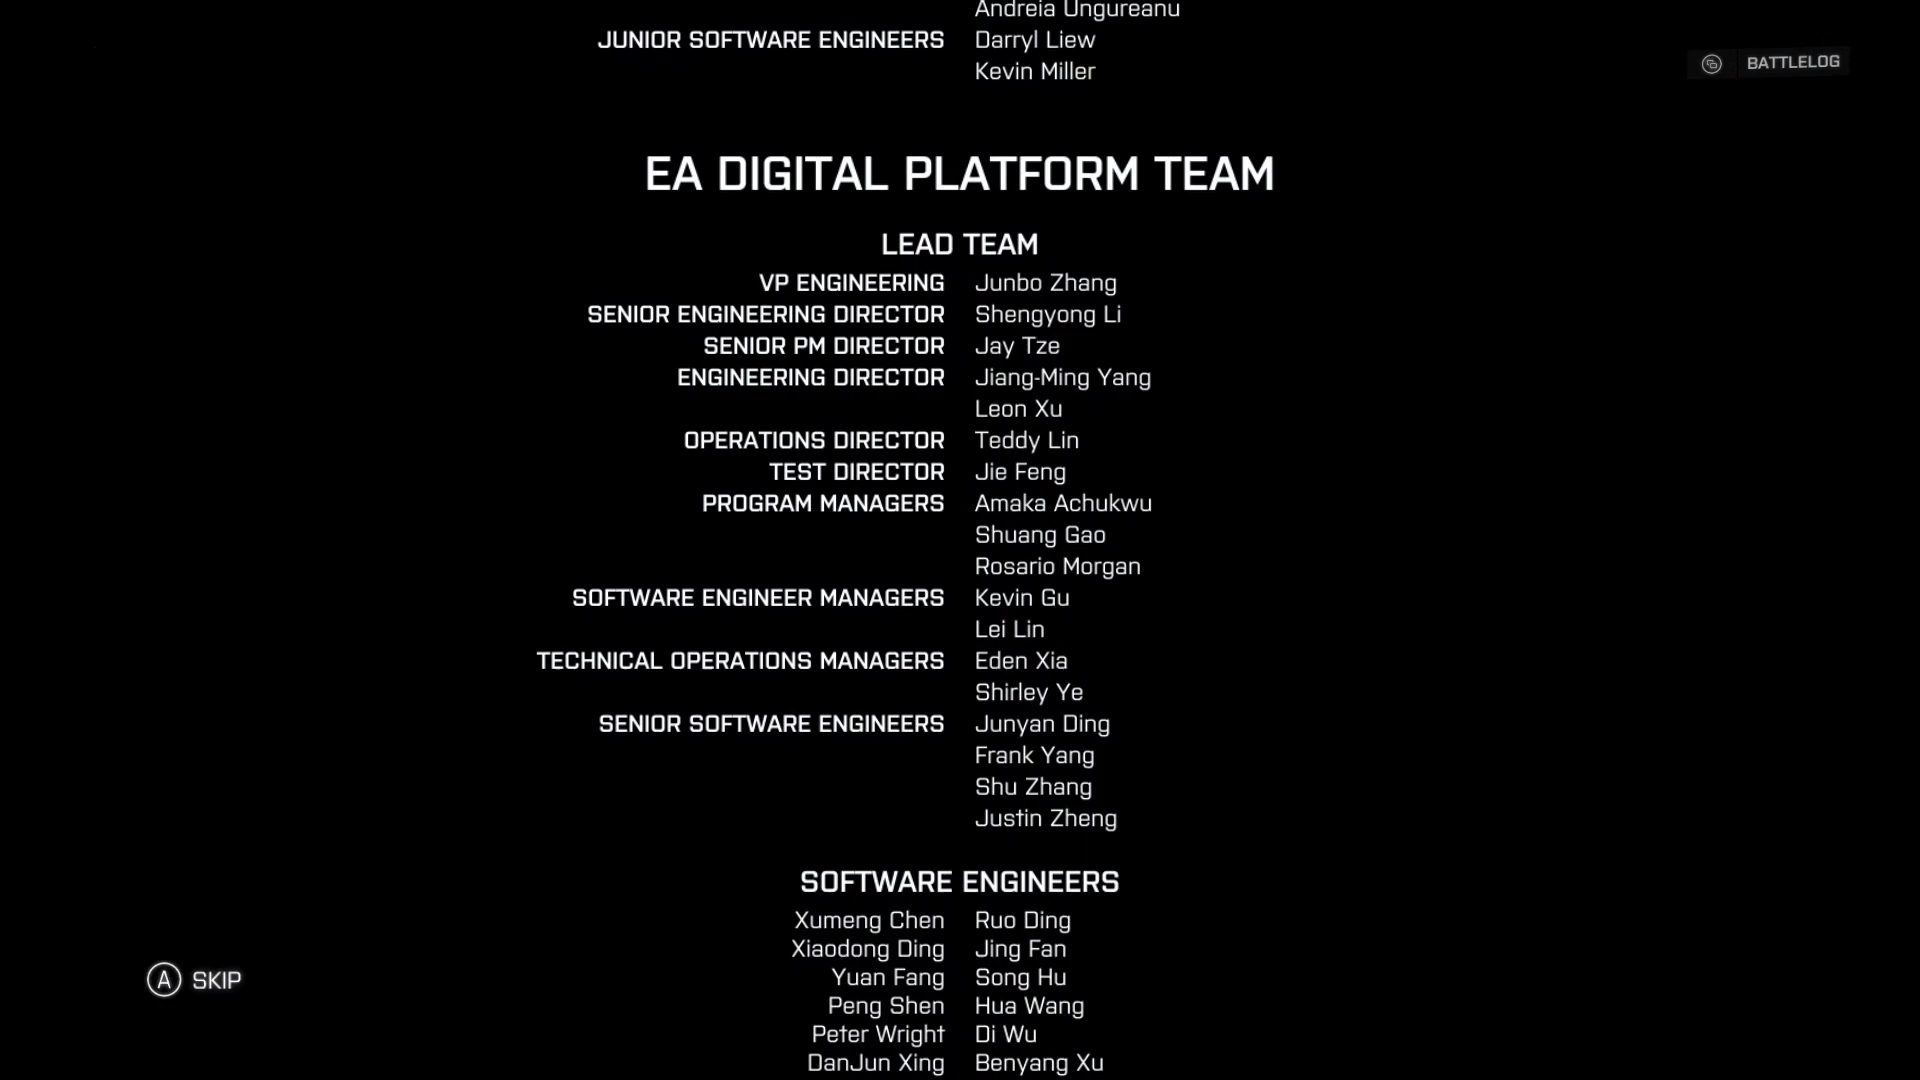 Andreia Ungureanu
JUNIOR SOFTWARE ENGINEERS Darryl Liew
Kevin Miller
BATTLELOG
EA DIGITAL PLATFORM TEAM
LEAD TEAM
VP ENGINEERING Junbo Zhang
SENIOR ENGINEERING DIRECTOR Shengyong Li
SENIOR PM DIRECTOR Jay Tze
ENGINEERING DIRECTOR Jiang-Ming Yang
Leon Xu
OPERATIONS DIRECTOR Teddy Lin
TEST DIRECTOR Jie Feng
PROGRAM MANAGERS Amaka Achukwu
Shuang Gao
Rosario Morgan
SOFTWARE ENGINEER MANAGERS Kevin Gu
Lei Lin
TECHNICAL OPERATIONS MANAGERS Eden Xia
Shirley Ye
SENIOR SOFTWARE ENGINEERS Junyan Ding
Frank Yang
Shu Zhang
Justin Zheng
SOFTWARE ENGINEERS
Xumeng Chen Ruo Ding
Xiaodong Ding Jing Fan
Yuan Fang Song Hu
Peng Shen Hua Wang
Peter Wright Di Wu
DanJun Xing Benyang Xu
A SKIP